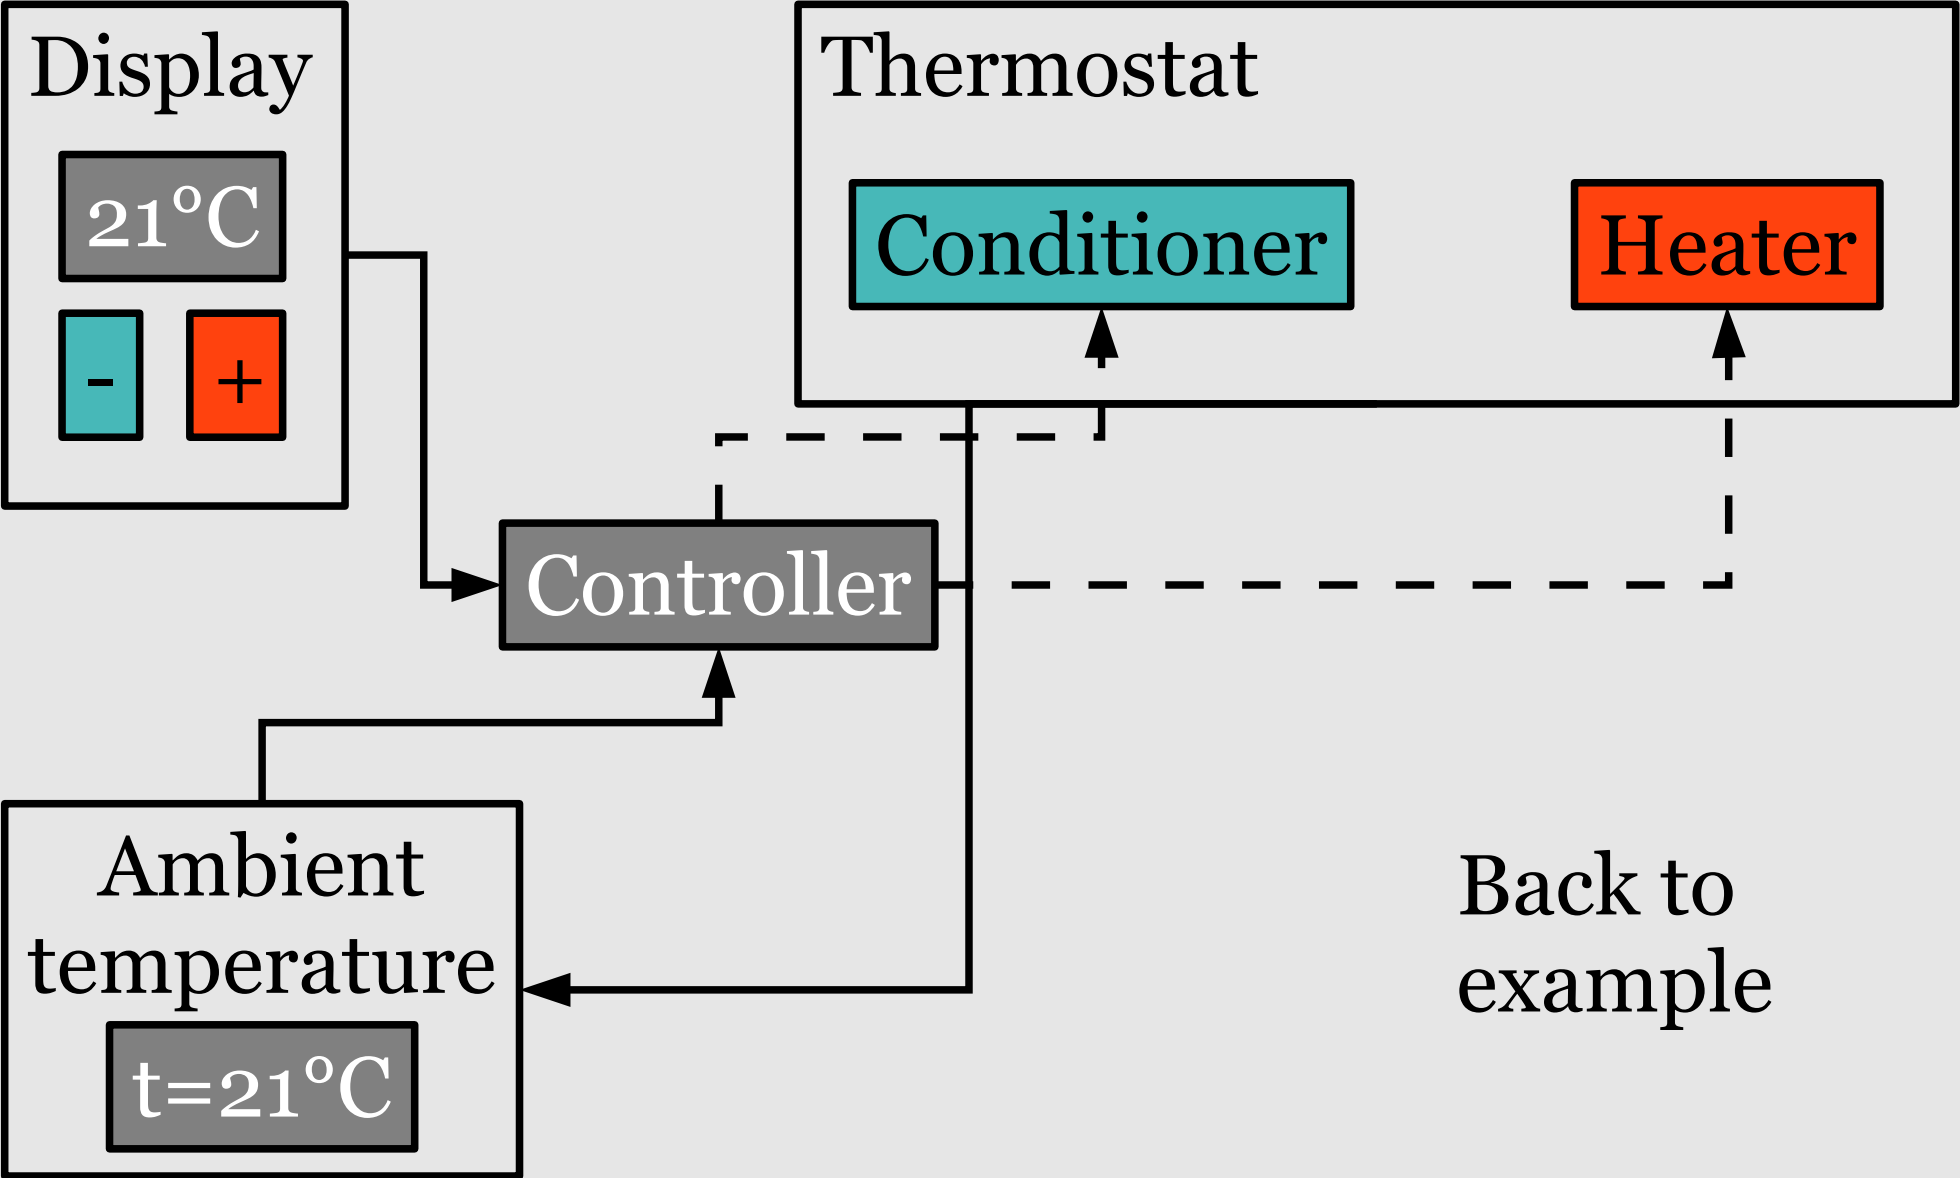 Display
21°C
-
+
Thermostat
Conditioner
Heater
Controller
Ambient
temperature
t=21°C
Back to
example